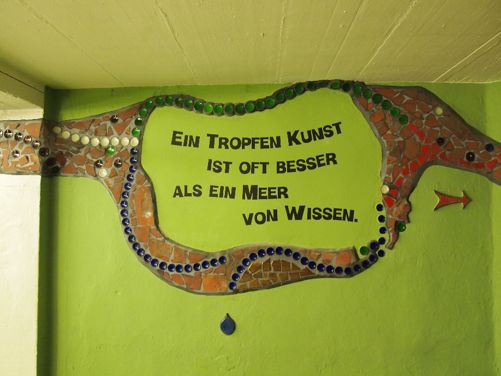 Ein Tropfen Kunst
ist oft besser
als ein Meer
von Wissen.